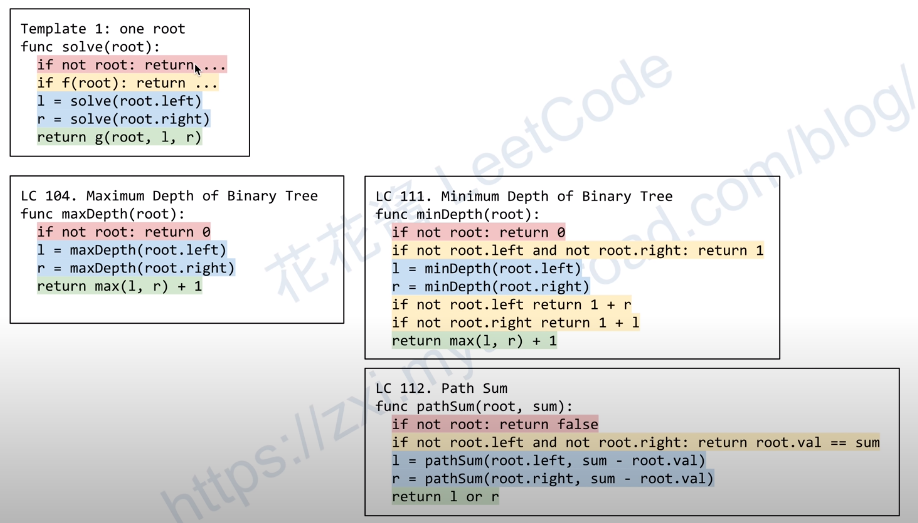 Template 1: one root
func solve(root):
if not root: return ...
if f(root): return ...
l = solve(root.left)
r = solve(root.right)
return g(root, l, r)
LC 104. Maximum Depth of Binary Tree
func maxDepth(root):
if not root: return 0
l = maxDepth(root.left)
r = maxDepth(root.right)
return max(l, r) + 1
LC 111. Minimum Depth of Binary Tree
func minDepth(root):
if not root: return 0
if not root.left and not root.right: return 1
l = minDepth(root.left)
r = minDepth(root.right)
if not root.left return 1 + r
if not root.right return 1 + l
return max(l, r) + 1
LC 112. Path Sum
func pathSum(root, sum):
if not root: return false
if not root.left and not root.right: return root.val == sum
l = pathSum(root.left, sum - root.val)
r = pathSum(root.right, sum - root.val)
return l or r
花花酱 LeetCode